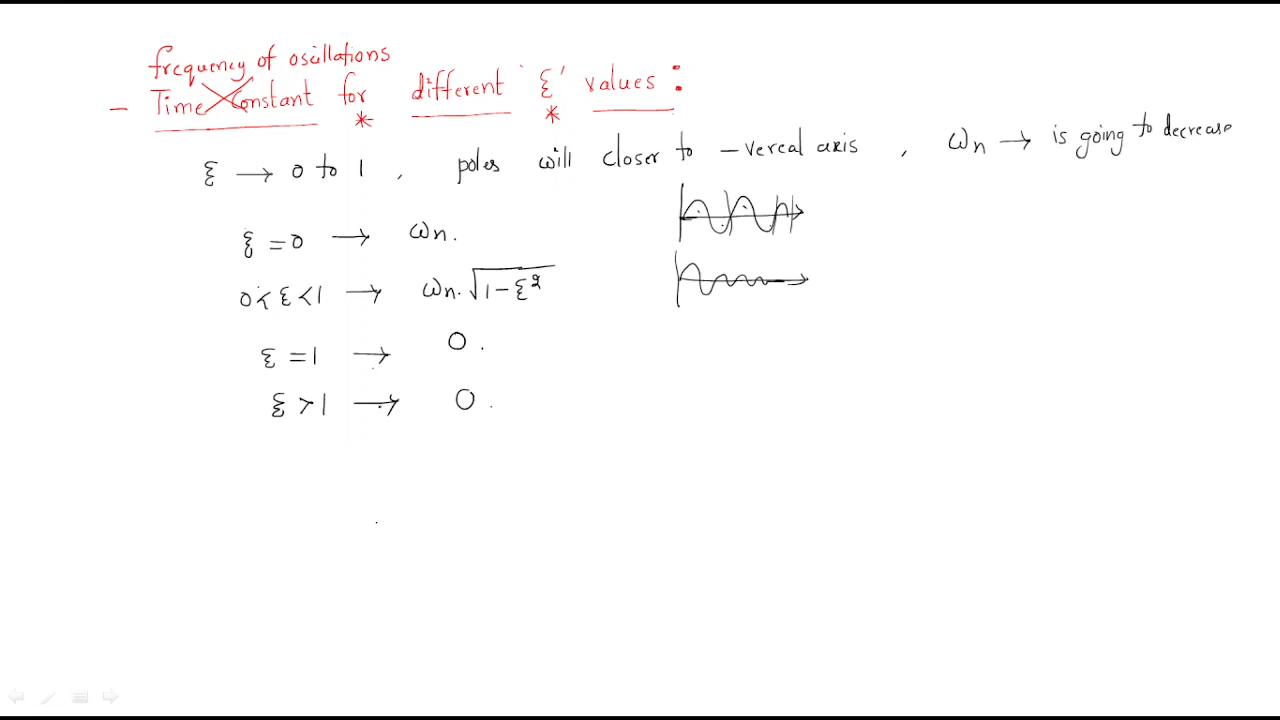 frequency of oscillations
- Time Constant for different 'ξ' values :
* *
ξ → 0 to 1 , poles will closer to -vereal axis , ωn → is going to decrease
ξ = 0 → ωn.
0 < ξ < 1 → ωn.√1-ξ²
ξ = 1 → 0.
ξ > 1 → 0.